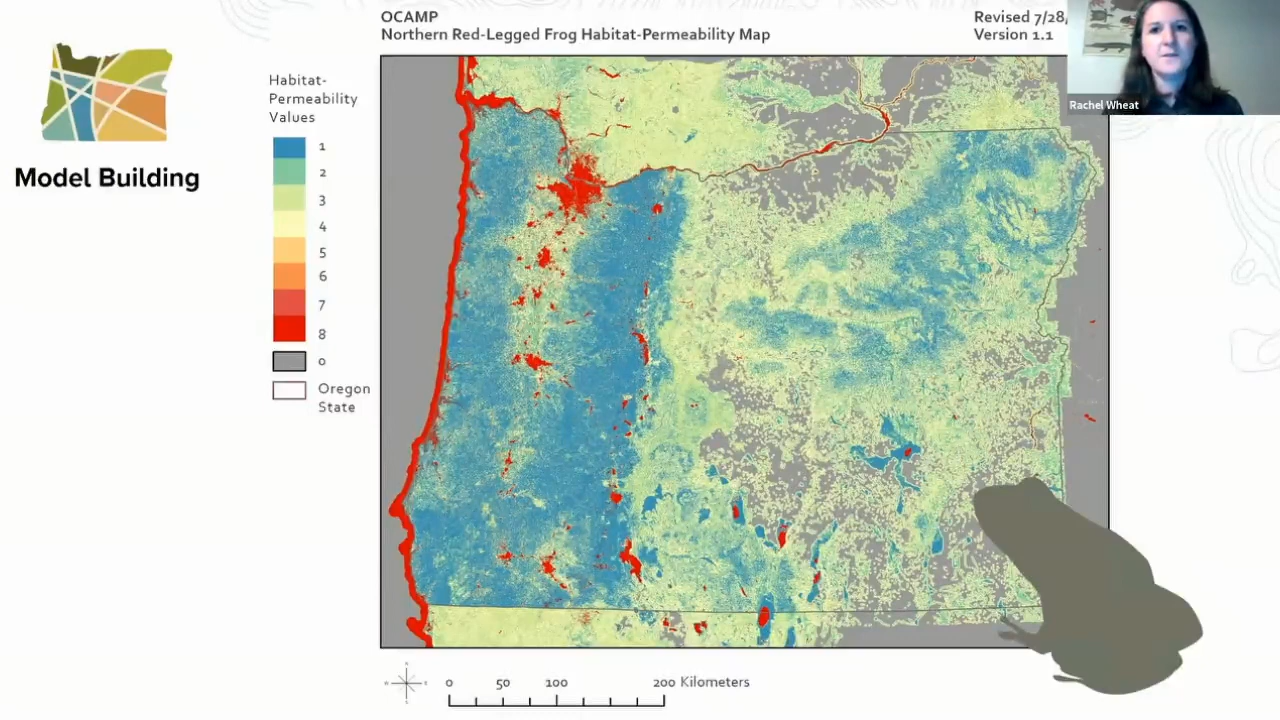 OCAMP
Northern Red-Legged Frog Habitat-Permeability Map
Revised 7/28/
Version 1.1
Rachel Wheat
Model Building
Habitat-
Permeability
Values
1
2
3
4
5
6
7
8
0
Oregon
State
0 50 100 200 Kilometers